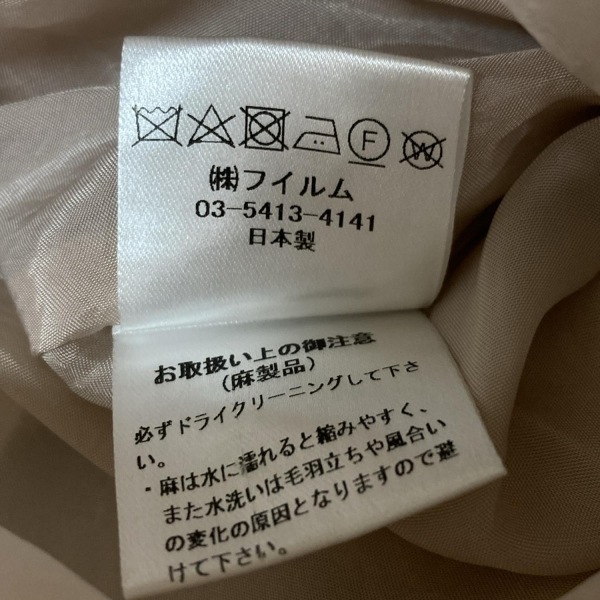 F W
㈱フイルム
03-5413-4141
日本製
お取扱い上の御注意
（麻製品）
必ずドライクリーニングして下さ
い。
・麻は水に濡れると縮みやすく、
また水洗いは毛羽立ちや風合い
の変化の原因となりますので避
けて下さい。